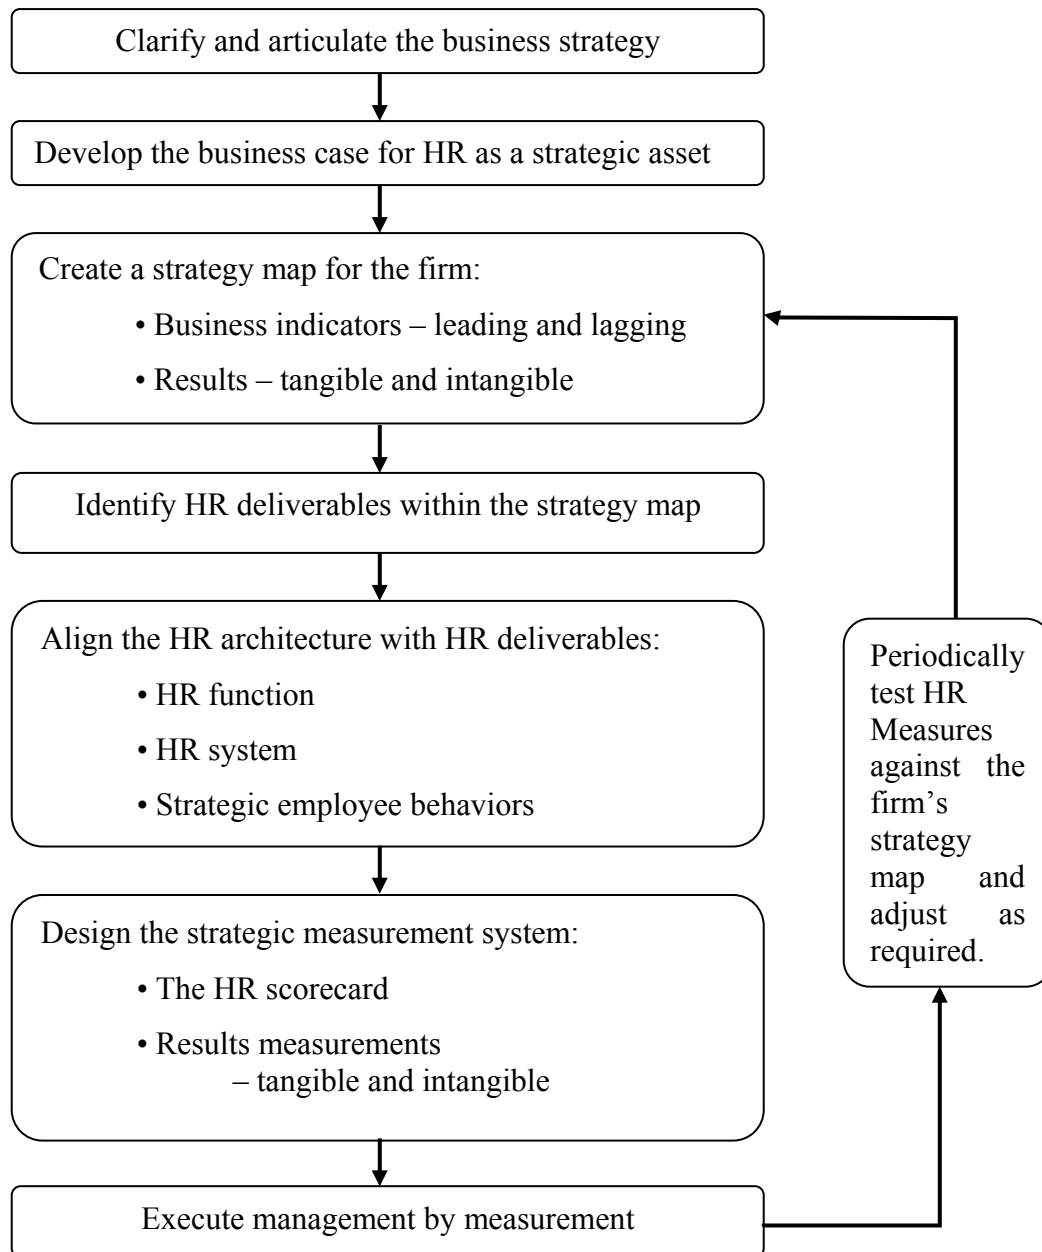 Clarify and articulate the business strategy
Develop the business case for HR as a strategic asset
Create a strategy map for the firm:
• Business indicators – leading and lagging
• Results – tangible and intangible
Identify HR deliverables within the strategy map
Align the HR architecture with HR deliverables:
• HR function
• HR system
• Strategic employee behaviors
Design the strategic measurement system:
• The HR scorecard
• Results measurements
– tangible and intangible
Execute management by measurement
Periodically
test HR
Measures
against the
firm’s
strategy
map and
adjust as
required.